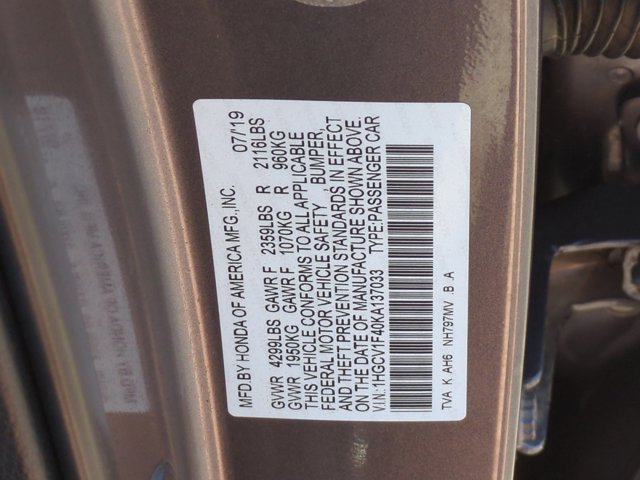 MFD BY HONDA OF AMERICA MFG.,INC. 07/'19
GVWR 4299LBS GAWR F 2359LBS R 2116LBS
GVWR 1950KG GAWR F 1070KG R 960KG
THIS VEHICLE CONFORMS TO ALL APPLICABLE
FEDERAL MOTOR VEHICLE SAFETY , BUMPER,
AND THEFT PREVENTION STANDARDS IN EFFECT
ON THE DATE OF MANUFACTURE SHOWN ABOVE.
V.I.N.:1HGCV1F40KA137033 TYPE:PASSENGER CAR
TVA K AH6 NH797MV B A